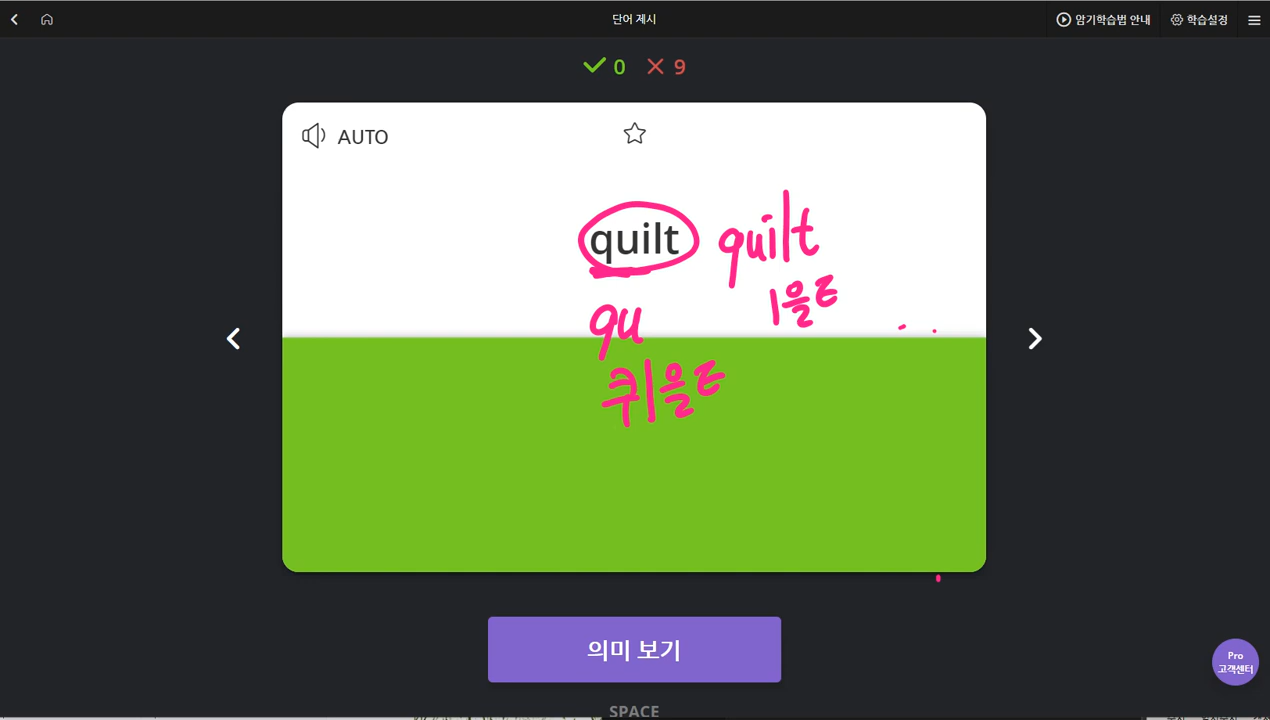 단어 제시
암기학습법 안내
학습설정
0 9
AUTO
quilt quilt
ㅣ을ㅌ
qu
퀴을ㅌ
의미 보기
Pro
고객센터
SPACE